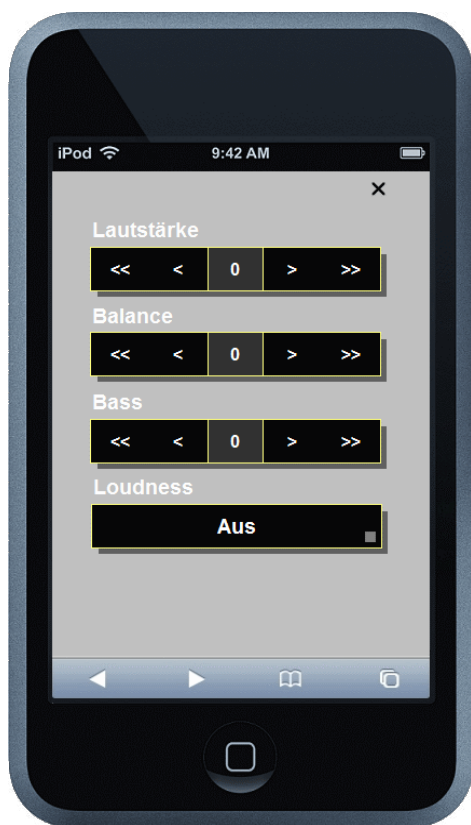 iPod 9:42 AM
×
Lautstärke
<< < 0 > >>
Balance
<< < 0 > >>
Bass
<< < 0 > >>
Loudness
Aus